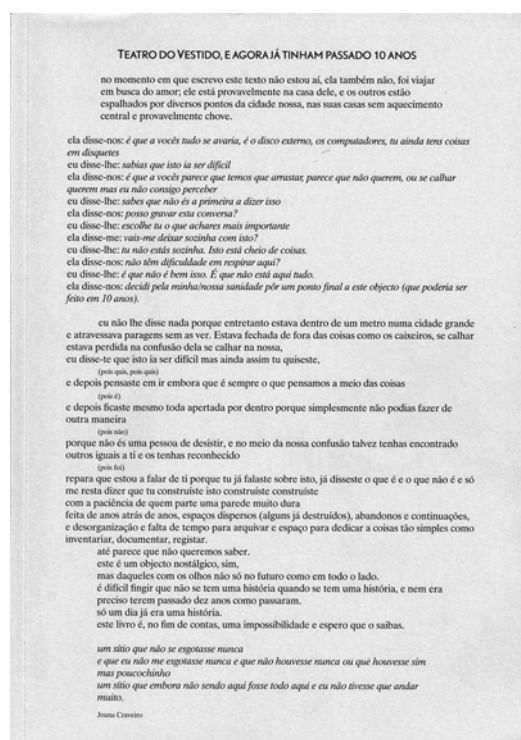 TEATRO DO VESTIDO, E AGORA JÁ TINHAM PASSADO 10 ANOS
no momento em que escrevo este texto não estou aí, ela também não, foi viajar
em busca do amor; ele está provavelmente na casa dele, e os outros estão
espalhados por diversos pontos da cidade nossa, nas suas casas sem aquecimento
central e provavelmente chove.
ela disse-nos: é que a vocês tudo se avaria, é o disco externo, os computadores, tu ainda tens coisas
em disquetes
eu disse-lhe: sabias que isto ia ser difícil
ela disse-nos: é que a vocês parece que temos que arrastar, parece que não querem, ou se calhar
querem mas eu não consigo perceber
eu disse-lhe: sabes que não és a primeira a dizer isso
ela disse-nos: posso gravar esta conversa?
eu disse-lhe: escolhe tu o que achares mais importante
ela disse-me: vais-me deixar sozinha com isto?
eu disse-lhe: tu não estás sozinha. Isto está cheio de coisas.
ela disse-nos: não têm dificuldade em respirar aqui?
eu disse-lhe: é que não é bem isso. É que não está aqui tudo.
ela disse-nos: decidi pela minha/nossa sanidade pôr um ponto final a este objecto (que poderia ser
feito em 10 anos).
eu não lhe disse nada porque entretanto estava dentro de um metro numa cidade grande
e atravessava paragens sem as ver. Estava fechada de fora das coisas como os caixeiros, se calhar
estava perdida na confusão dela se calhar na nossa,
eu disse-te que isto ia ser difícil mas ainda assim tu quiseste,
(pois quis, pois quis)
e depois pensaste em ir embora que é sempre o que pensamos a meio das coisas
(pois é)
e depois ficaste mesmo toda apertada por dentro porque simplesmente não podias fazer de
outra maneira
(pois não)
porque não és uma pessoa de desistir, e no meio da nossa confusão talvez tenhas encontrado
outros iguais a ti e os tenhas reconhecido
(pois foi)
repara que estou a falar de ti porque tu já falaste sobre isto, já disseste o que é e o que não é e só
me resta dizer que tu construíste isto construíste construíste
com a paciência de quem parte uma parede muito dura
feita de anos atrás de anos, espaços dispersos (alguns já destruídos), abandonos e continuações,
e desorganização e falta de tempo para arquivar e espaço para dedicar a coisas tão simples como
inventariar, documentar, registar.
até parece que não queremos saber.
este é um objecto nostálgico, sim,
mas daqueles com os olhos não só no futuro como em todo o lado.
é difícil fingir que não se tem uma história quando se tem uma história, e nem era
preciso terem passado dez anos como passaram.
só um dia já era uma história.
este livro é, no fim de contas, uma impossibilidade e espero que o saibas.
um sítio que não se esgotasse nunca
e que eu não me esgotasse nunca e que não houvesse nunca ou que houvesse sim
mas poucochinho
um sítio que embora não sendo aqui fosse todo aqui e eu não tivesse que andar
muito.
Joana Craveiro